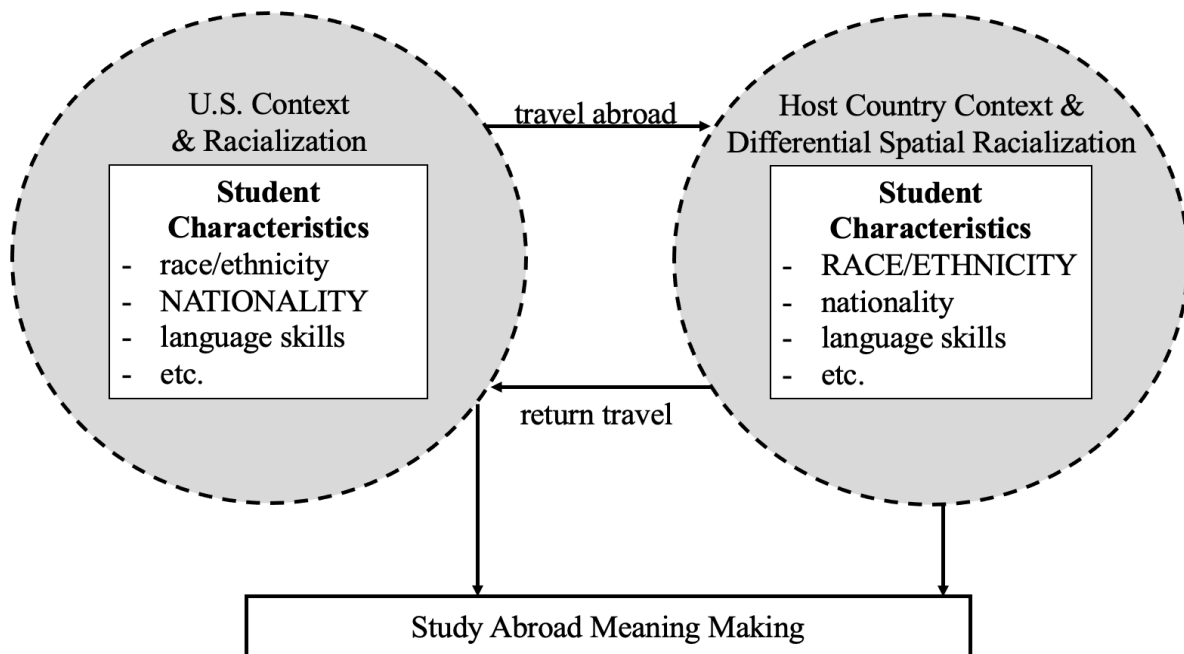 U.S. Context
& Racialization
Student
Characteristics
- race/ethnicity
- NATIONALITY
- language skills
- etc.
travel abroad
return travel
Host Country Context &
Differential Spatial Racialization
Student
Characteristics
- RACE/ETHNICITY
- nationality
- language skills
- etc.
Study Abroad Meaning Making